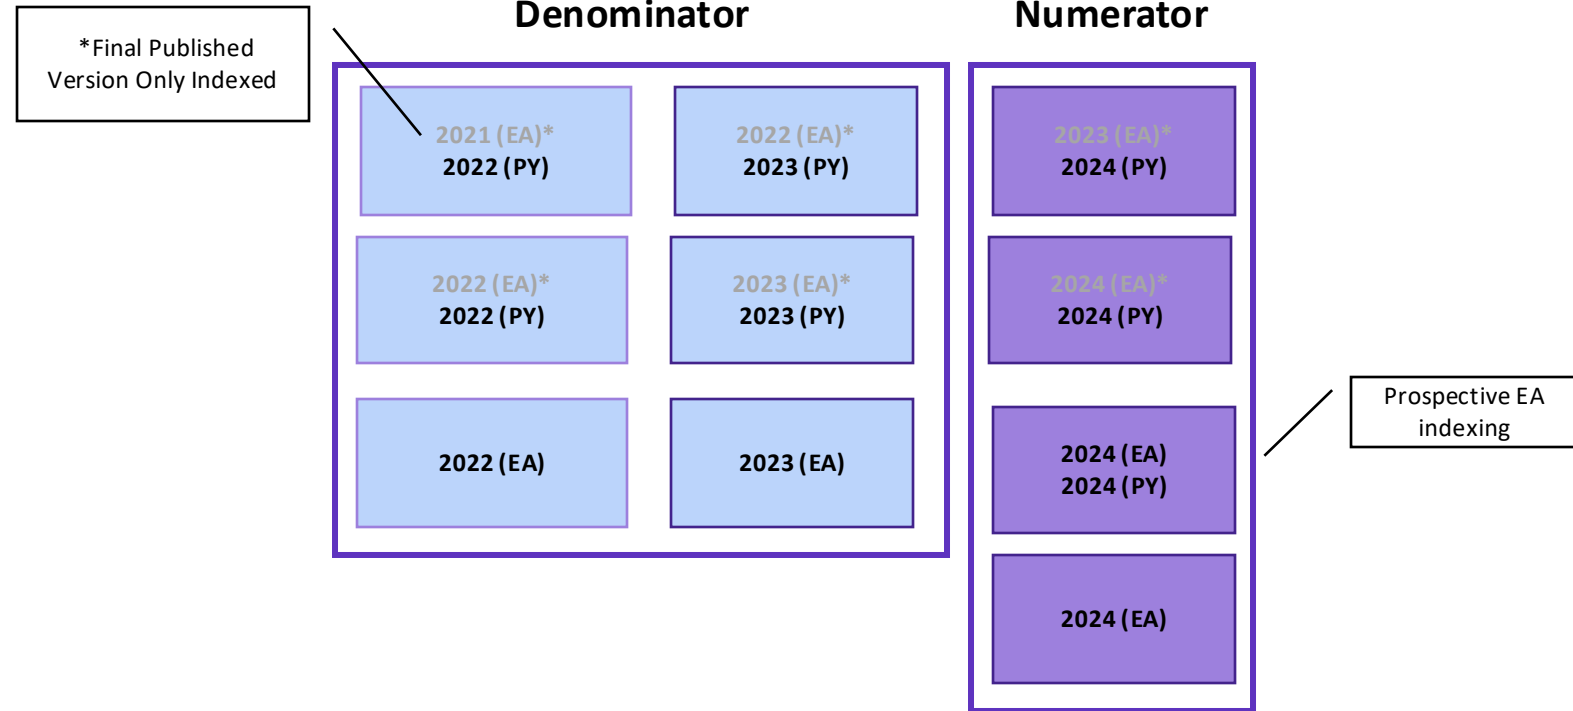 Denominator
Numerator
*Final Published
Version Only Indexed
2021 (EA)*
2022 (PY)
2022 (EA)*
2023 (PY)
2023 (EA)*
2024 (PY)
2022 (EA)*
2022 (PY)
2023 (EA)*
2023 (PY)
2024 (EA)*
2024 (PY)
Prospective EA
indexing
2022 (EA)
2023 (EA)
2024 (EA)
2024 (PY)
2024 (EA)